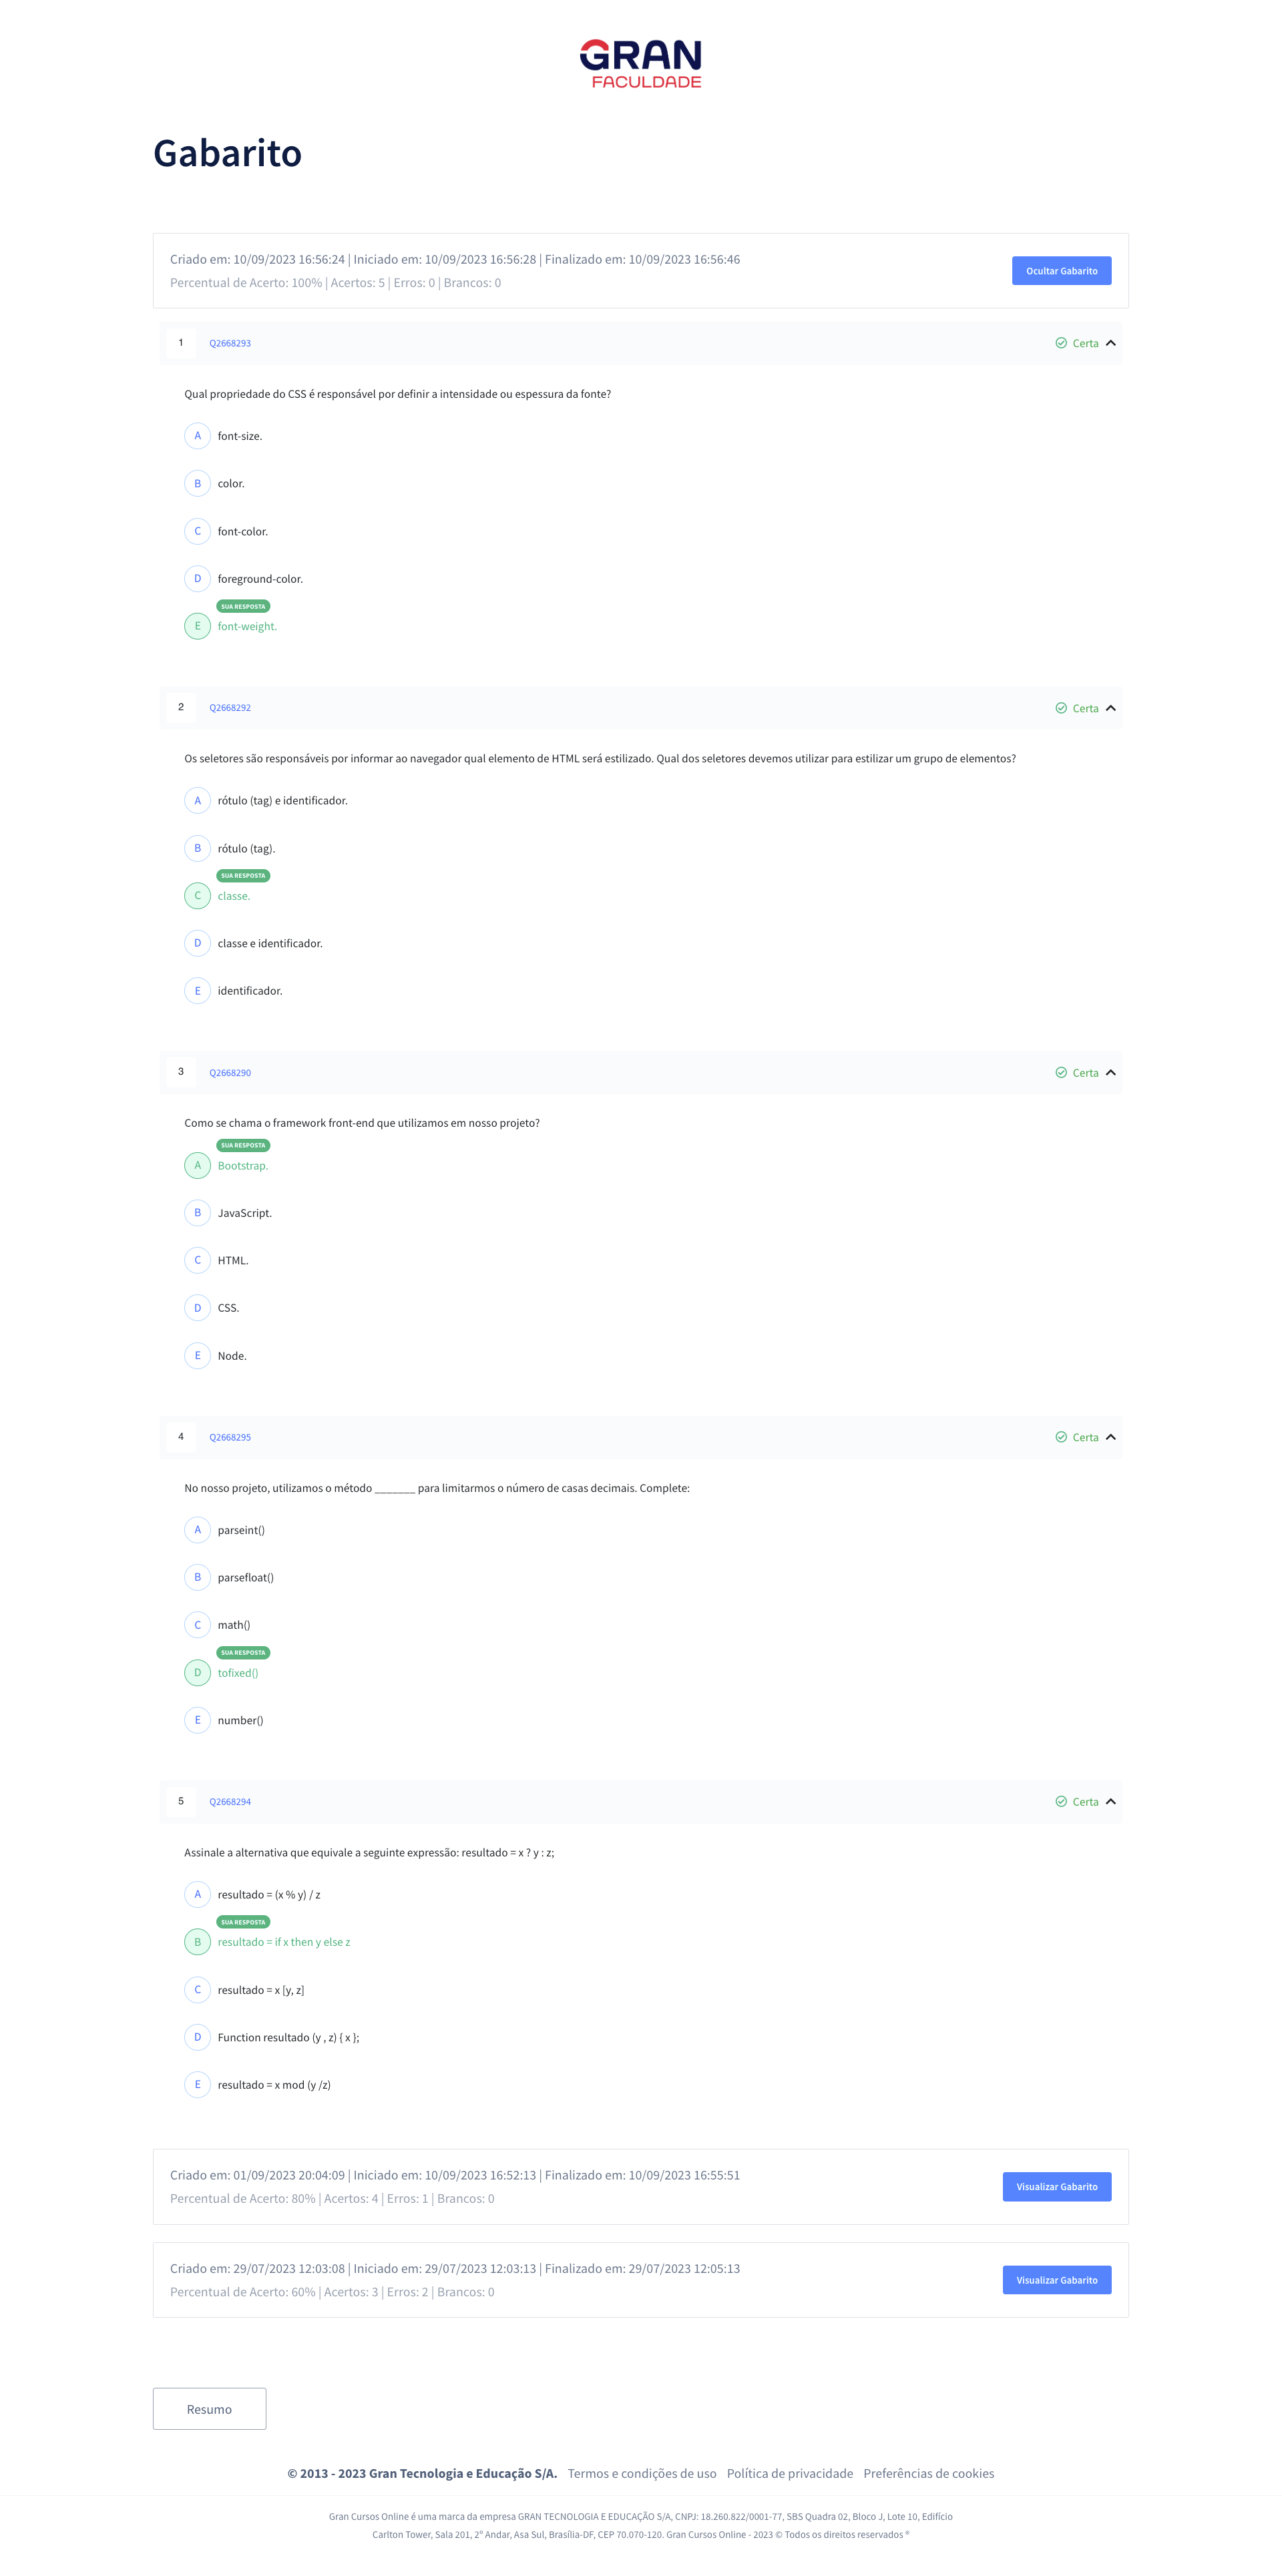 GRAN
FACULDADE
Gabarito
Criado em: 10/09/2023 16:56:24 | Iniciado em: 10/09/2023 16:56:28 | Finalizado em: 10/09/2023 16:56:46
Percentual de Acerto: 100% | Acertos: 5 | Erros: 0 | Brancos: 0
Ocultar Gabarito
1 Q2668293 Certa
Qual propriedade do CSS é responsável por definir a intensidade ou espessura da fonte?
A font-size.
B color.
C font-color.
D foreground-color.
SUA RESPOSTA
E font-weight.
2 Q2668292 Certa
Os seletores são responsáveis por informar ao navegador qual elemento de HTML será estilizado. Qual dos seletores devemos utilizar para estilizar um grupo de elementos?
A rótulo (tag) e identificador.
B rótulo (tag).
SUA RESPOSTA
C classe.
D classe e identificador.
E identificador.
3 Q2668290 Certa
Como se chama o framework front-end que utilizamos em nosso projeto?
SUA RESPOSTA
A Bootstrap.
B JavaScript.
C HTML.
D CSS.
E Node.
4 Q2668295 Certa
No nosso projeto, utilizamos o método _______ para limitarmos o número de casas decimais. Complete:
A parseint()
B parsefloat()
C math()
SUA RESPOSTA
D tofixed()
E number()
5 Q2668294 Certa
Assinale a alternativa que equivale a seguinte expressão: resultado = x ? y : z;
A resultado = (x % y) / z
SUA RESPOSTA
B resultado = if x then y else z
C resultado = x [y, z]
D Function resultado (y , z) { x };
E resultado = x mod (y /z)
Criado em: 01/09/2023 20:04:09 | Iniciado em: 10/09/2023 16:52:13 | Finalizado em: 10/09/2023 16:55:51
Percentual de Acerto: 80% | Acertos: 4 | Erros: 1 | Brancos: 0
Visualizar Gabarito
Criado em: 29/07/2023 12:03:08 | Iniciado em: 29/07/2023 12:03:13 | Finalizado em: 29/07/2023 12:05:13
Percentual de Acerto: 60% | Acertos: 3 | Erros: 2 | Brancos: 0
Visualizar Gabarito
Resumo
© 2013 - 2023 Gran Tecnologia e Educação S/A. Termos e condições de uso Política de privacidade Preferências de cookies
Gran Cursos Online é uma marca da empresa GRAN TECNOLOGIA E EDUCAÇÃO S/A, CNPJ: 18.260.822/0001-77, SBS Quadra 02, Bloco J, Lote 10, Edifício
Carlton Tower, Sala 201, 2º Andar, Asa Sul, Brasília-DF, CEP 70.070-120. Gran Cursos Online - 2023 © Todos os direitos reservados ®